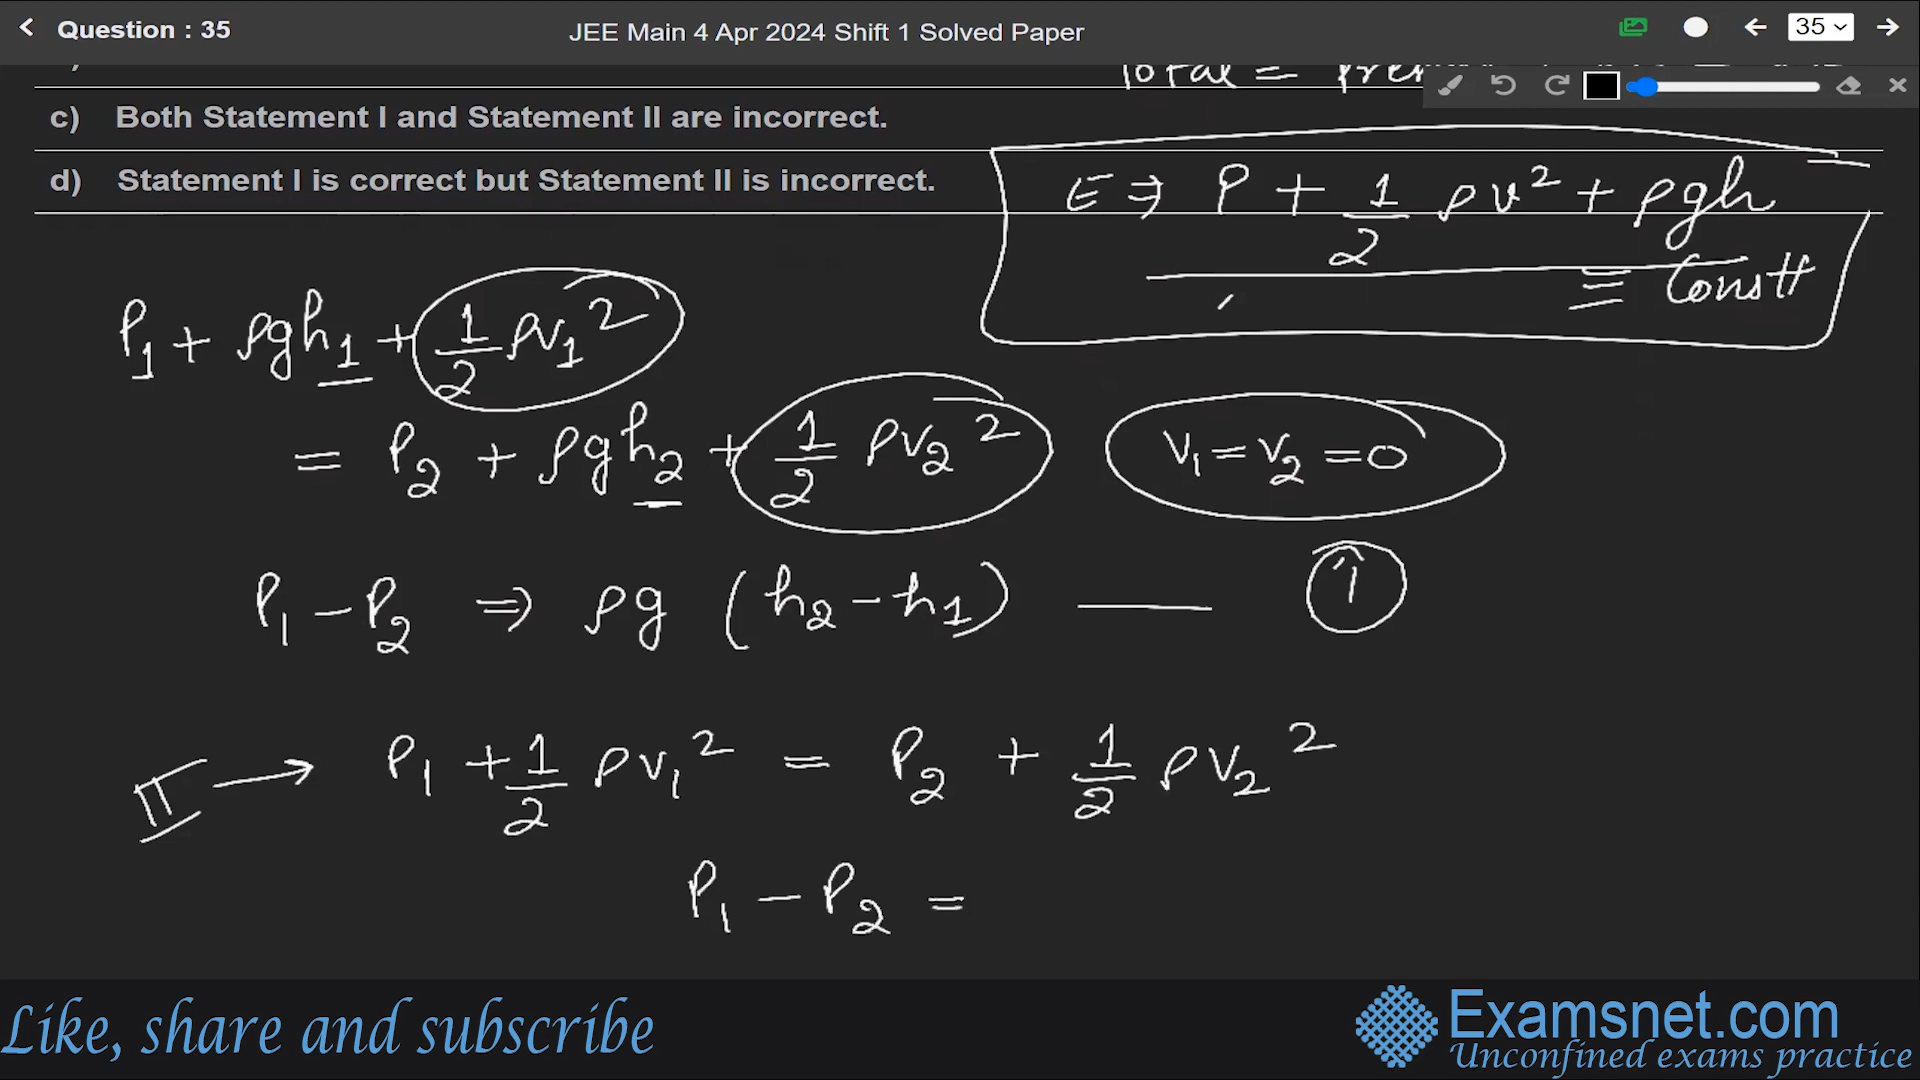 Question : 35
JEE Main 4 Apr 2024 Shift 1 Solved Paper
35
Total =
c) Both Statement I and Statement II are incorrect.
d) Statement I is correct but Statement II is incorrect.
E ⇒ P + 1/2 ρv² + ρgh
= Constt
P₁ + ρgh₁ + 1/2 ρv₁²
= P₂ + ρgh₂ + 1/2 ρv₂²
v₁ = v₂ = 0
P₁ − P₂ ⇒ ρg (h₂ − h₁) —— ①
II → P₁ + 1/2 ρv₁² = P₂ + 1/2 ρv₂²
P₁ − P₂ =
Like, share and subscribe
Examsnet.com
Unconfined exams practice